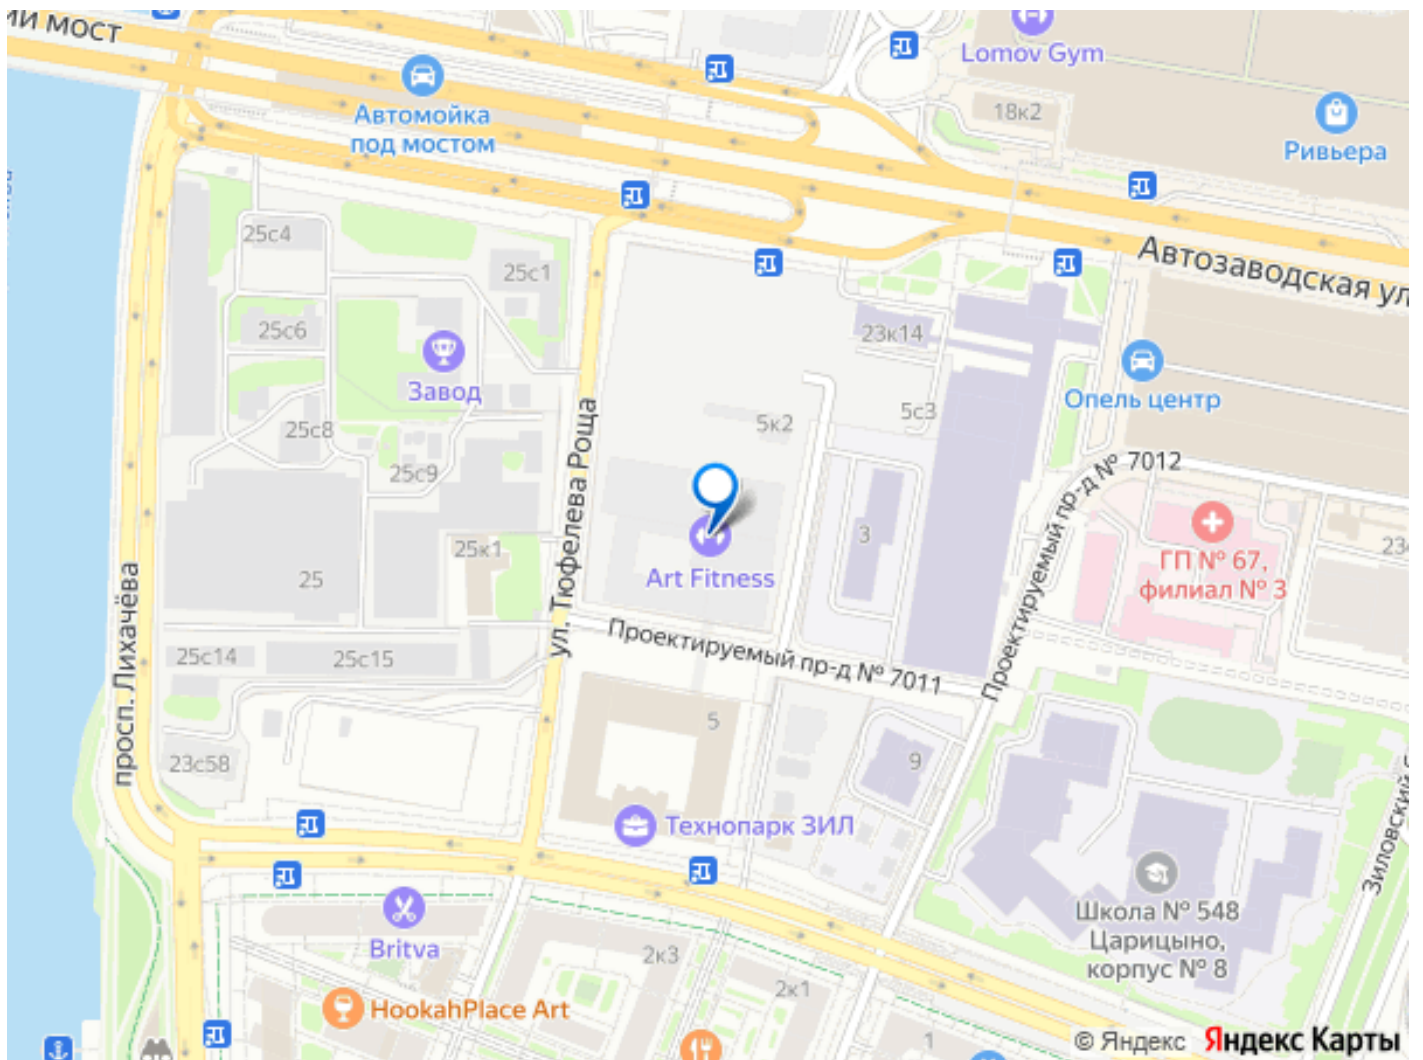 ий мост
Lomov Gym
Автомойка
под мостом
18к2
Ривьера
25с4
25с1
Автозаводская ул
25с6
23к14
Завод
Опель центр
5с3
5к2
25с8
25с9
ул. Тюфелева Роща
Проектируемый пр-д № 7012
3
25к1
ГП № 67,
филиал № 3
Art Fitness
25
просп. Лихачёва
Проектируемый пр-д № 7011
25с14
25с15
5
9
23с58
Технопарк ЗИЛ
Зиловский
Школа № 548
Царицыно,
корпус № 8
Britva
2к3
2к1
HookahPlace Art
1
© Яндекс Яндекс Карты